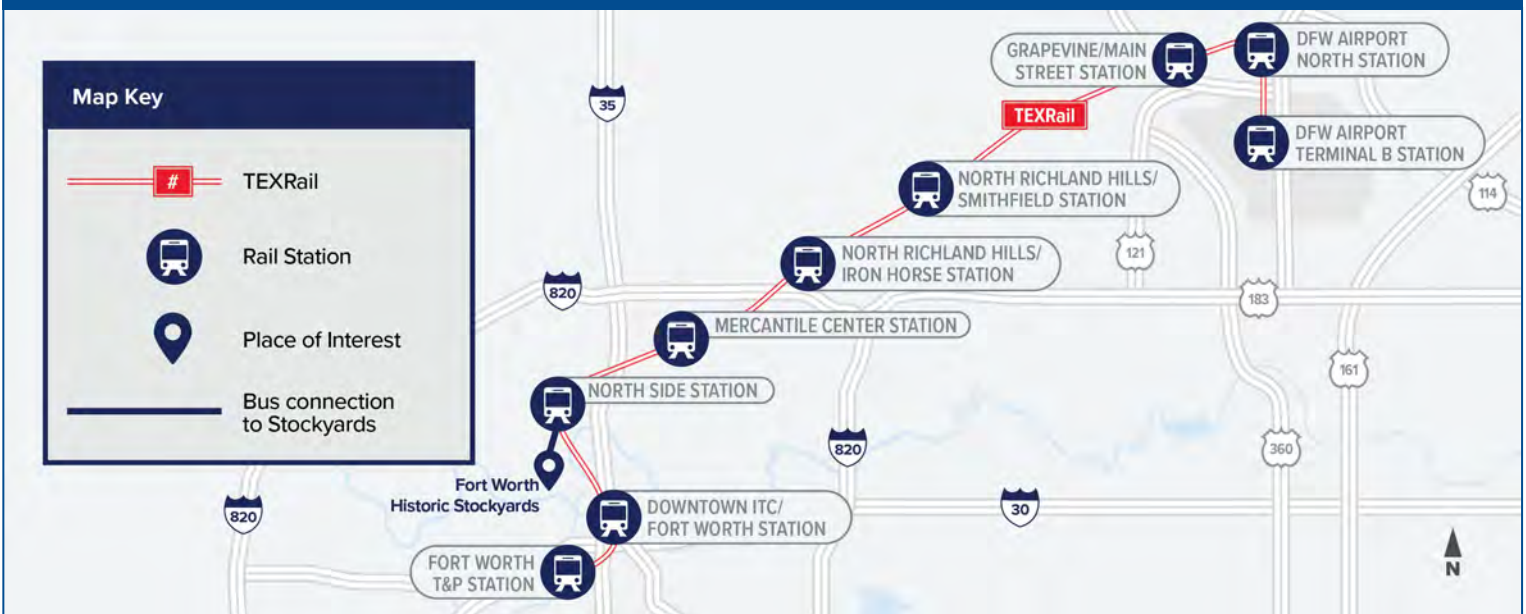 Map Key
#
TEXRail
Rail Station
Place of Interest
Bus connection
to Stockyards
35
820
820
820
30
121
183
114
161
360
TEXRail
GRAPEVINE/MAIN
STREET STATION
DFW AIRPORT
NORTH STATION
DFW AIRPORT
TERMINAL B STATION
NORTH RICHLAND HILLS/
SMITHFIELD STATION
NORTH RICHLAND HILLS/
IRON HORSE STATION
MERCANTILE CENTER STATION
NORTH SIDE STATION
Fort Worth
Historic Stockyards
DOWNTOWN ITC/
FORT WORTH STATION
FORT WORTH
T&P STATION
N